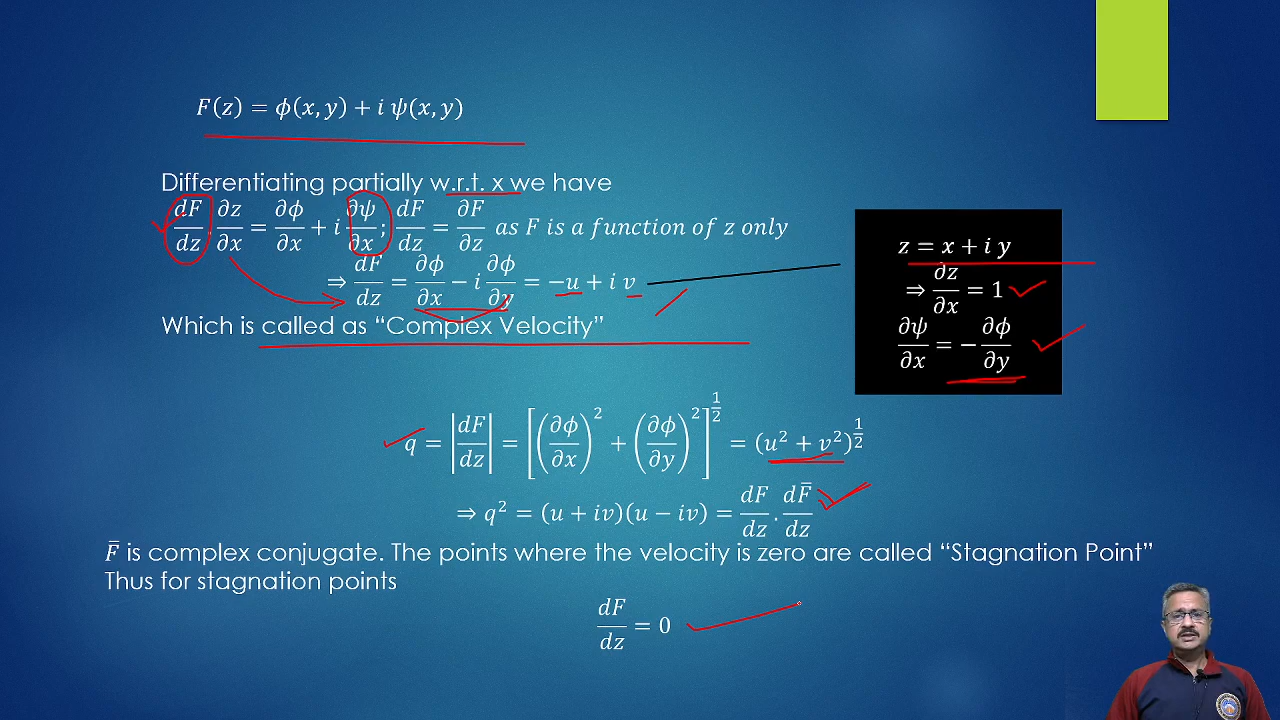 F(z) = ϕ(x, y) + i ψ(x, y)
Differentiating partially w.r.t. x we have
dF/dz . ∂z/∂x = ∂ϕ/∂x + i ∂ψ/∂x ; dF/dz = ∂F/∂z as F is a function of z only
⇒ dF/dz = ∂ϕ/∂x − i ∂ϕ/∂y = −u + i v
Which is called as “Complex Velocity”
z = x + i y
⇒ ∂z/∂x = 1
∂ψ/∂x = − ∂ϕ/∂y
q = |dF/dz| = [(∂ϕ/∂x)² + (∂ϕ/∂y)²]^(1/2) = (u² + v²)^(1/2)
⇒ q² = (u + iv)(u − iv) = dF/dz . dF̄/dz
F̄ is complex conjugate. The points where the velocity is zero are called “Stagnation Point”
Thus for stagnation points
dF/dz = 0